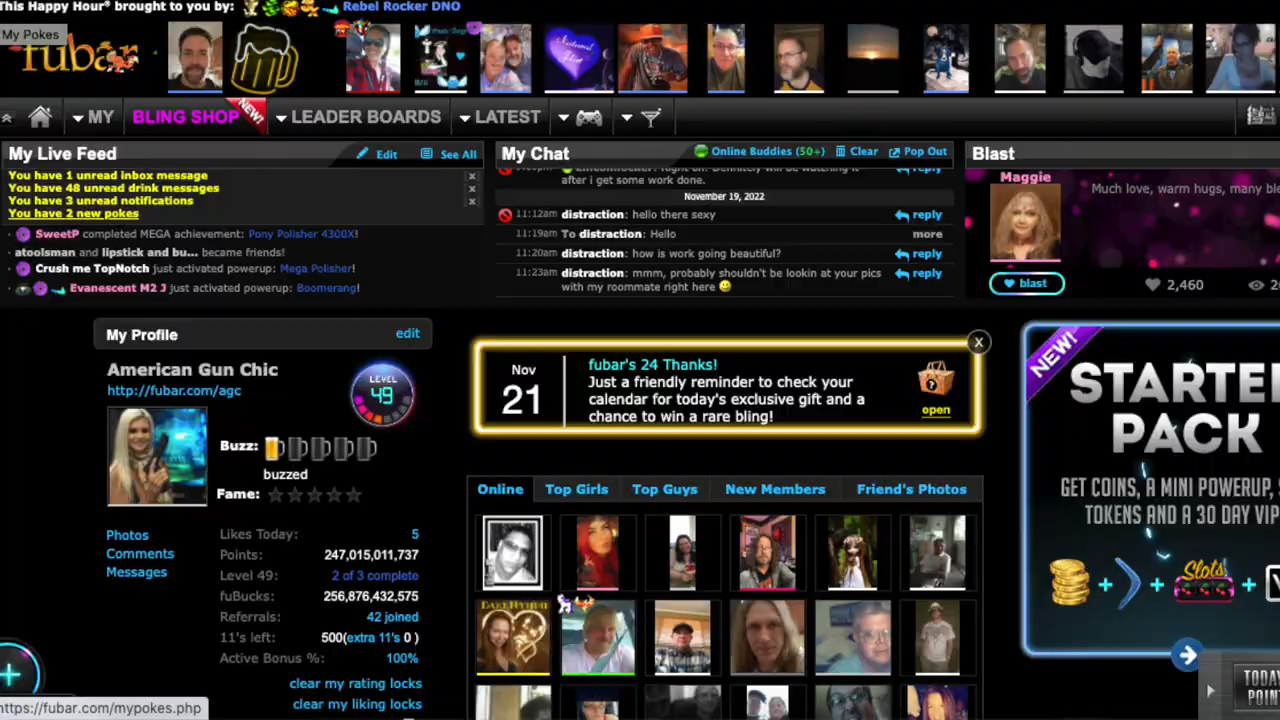 This Happy Hour® brought to you by:
Rebel Rocker DNO
My Pokes
fubar
Natural Flirt
MY
BLING SHOP
NEW!
LEADER BOARDS
LATEST
My Live Feed
Edit
See All
You have 1 unread inbox message
You have 48 unread drink messages
You have 3 unread notifications
You have 2 new pokes
SweetP completed MEGA achievement: Pony Polisher 4300X!
atoolsman and lipstick and bu... became friends!
Crush me TopNotch just activated powerup: Mega Polisher!
Evanescent M2 J just activated powerup: Boomerang!
My Chat
Online Buddies (50+)
Clear
Pop Out
reply
after i get some work done.
November 19, 2022
11:12am distraction: hello there sexy reply
11:19am To distraction: Hello more
11:20am distraction: how is work going beautiful? reply
11:23am distraction: mmm, probably shouldn't be lookin at your pics reply
with my roommate right here
Blast
Maggie
Much love, warm hugs, many ble
blast
2,460
My Profile
edit
American Gun Chic
http://fubar.com/agc
LEVEL
49
Buzz:
buzzed
Fame:
Photos
Comments
Messages
Likes Today: 5
Points: 247,015,011,737
Level 49: 2 of 3 complete
fuBucks: 256,876,432,575
Referrals: 42 joined
11's left: 500(extra 11's 0 )
Active Bonus %: 100%
clear my rating locks
clear my liking locks
Nov
21
fubar's 24 Thanks!
Just a friendly reminder to check your
calendar for today's exclusive gift and a
chance to win a rare bling!
open
X
Online
Top Girls
Top Guys
New Members
Friend's Photos
NEW!
STARTE
PACK
GET COINS, A MINI POWERUP,
TOKENS AND A 30 DAY VIP
Slots
TODA
POIN
https://fubar.com/mypokes.php